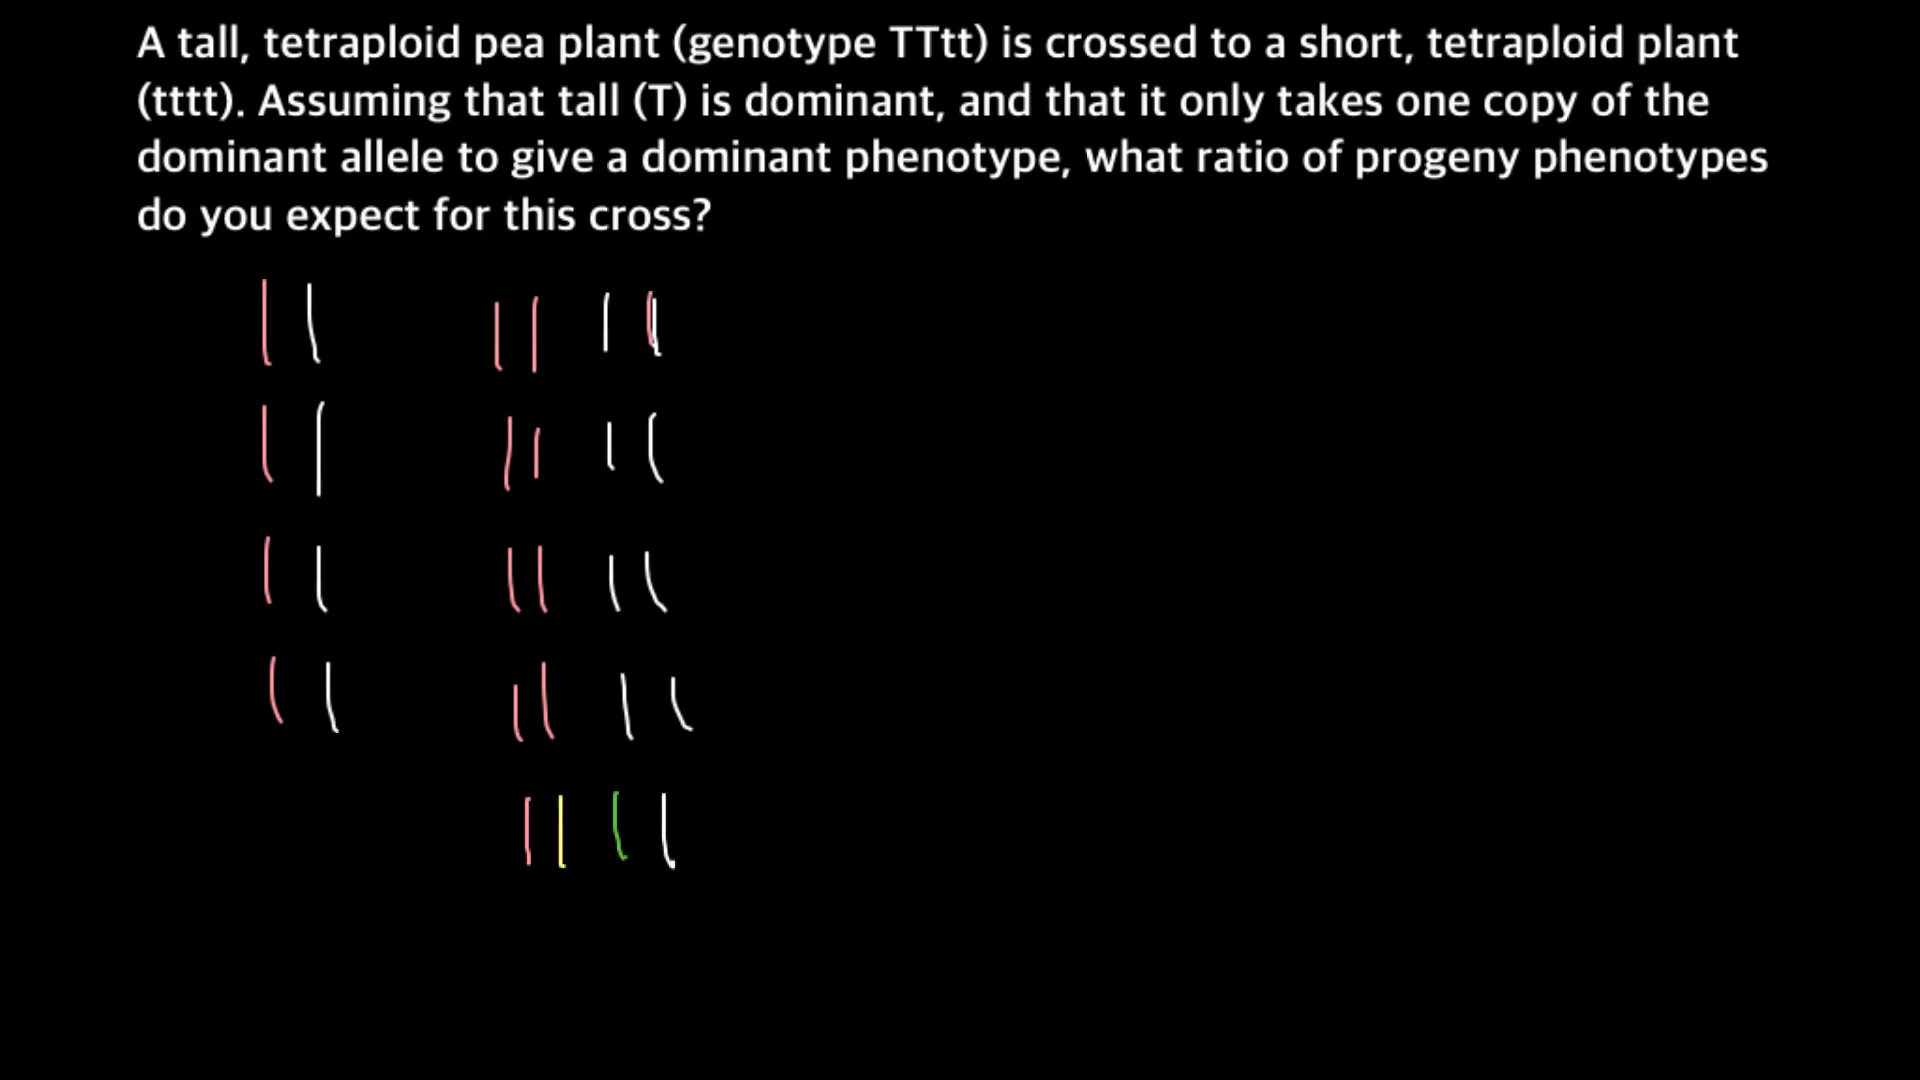 A tall, tetraploid pea plant (genotype TTtt) is crossed to a short, tetraploid plant
(tttt). Assuming that tall (T) is dominant, and that it only takes one copy of the
dominant allele to give a dominant phenotype, what ratio of progeny phenotypes
do you expect for this cross?